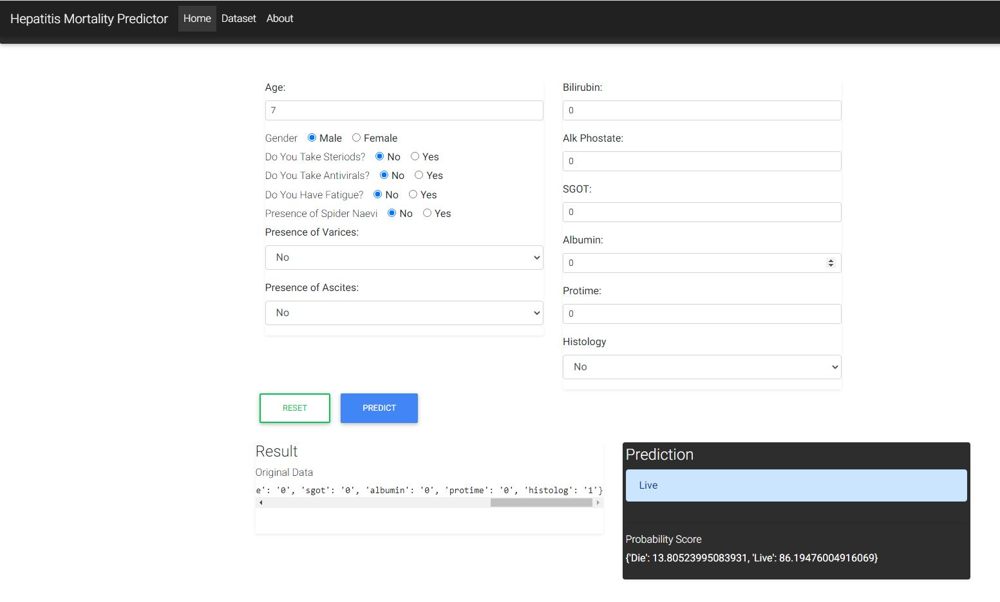 Hepatitis Mortality Predictor Home Dataset About
Age:
7
Gender Male Female
Do You Take Steriods? No Yes
Do You Take Antivirals? No Yes
Do You Have Fatigue? No Yes
Presence of Spider Naevi No Yes
Presence of Varices:
No
Presence of Ascites:
No
Bilirubin:
0
Alk Phostate:
0
SGOT:
0
Albumin:
0
Protime:
0
Histology
No
RESET PREDICT
Result
Original Data
e': '0', 'sgot': '0', 'albumin': '0', 'protime': '0', 'histolog': '1'}
Prediction
Live
Probability Score
{'Die': 13.80523995083931, 'Live': 86.19476004916069}